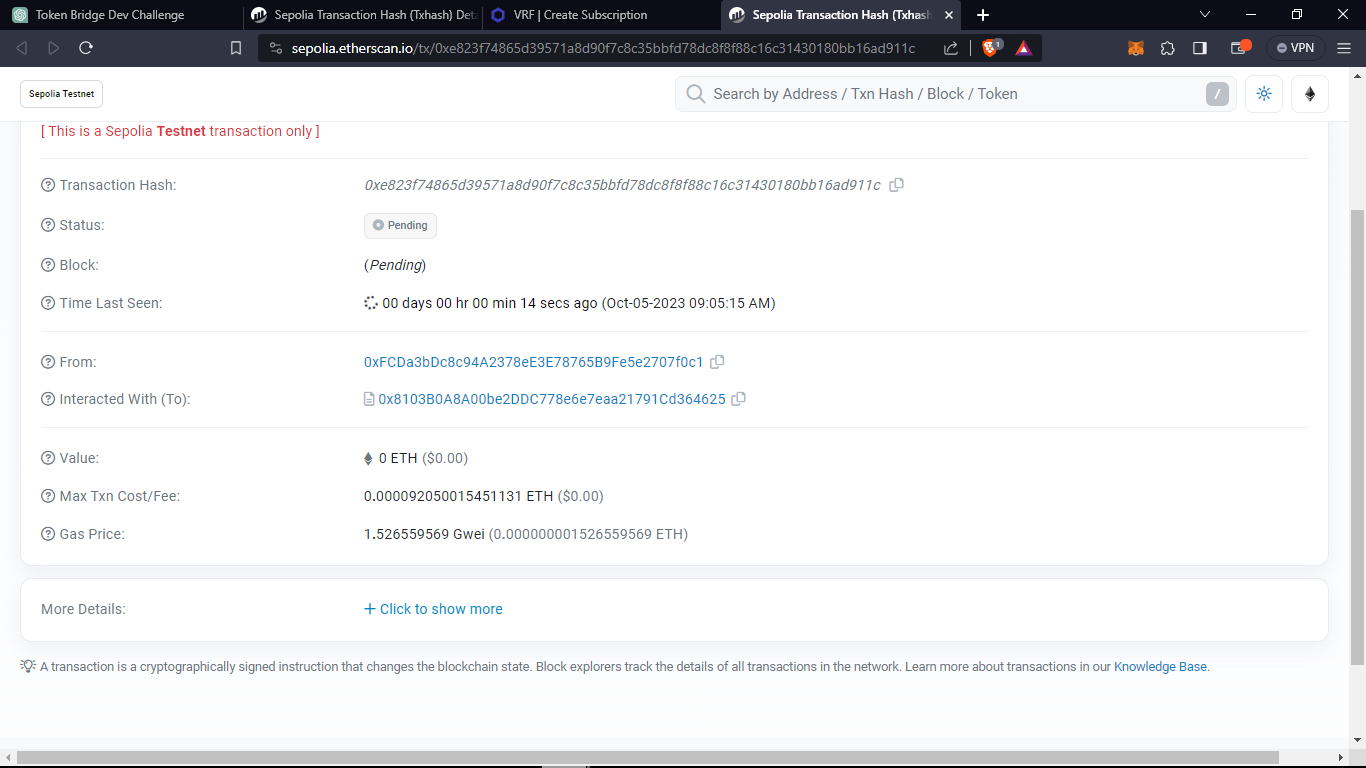 Token Bridge Dev Challenge
Sepolia Transaction Hash (Txhash) Det
VRF | Create Subscription
Sepolia Transaction Hash (Txhash
sepolia.etherscan.io/tx/0xe823f74865d39571a8d90f7c8c35bbfd78dc8f8f88c16c31430180bb16ad911c
1
VPN
Sepolia Testnet
Search by Address / Txn Hash / Block / Token
/
[ This is a Sepolia Testnet transaction only ]
Transaction Hash:
0xe823f74865d39571a8d90f7c8c35bbfd78dc8f8f88c16c31430180bb16ad911c
Status:
Pending
Block:
(Pending)
Time Last Seen:
00 days 00 hr 00 min 14 secs ago (Oct-05-2023 09:05:15 AM)
From:
0xFCDa3bDc8c94A2378eE3E78765B9Fe5e2707f0c1
Interacted With (To):
0x8103B0A8A00be2DDC778e6e7eaa21791Cd364625
Value:
0 ETH ($0.00)
Max Txn Cost/Fee:
0.000092050015451131 ETH ($0.00)
Gas Price:
1.526559569 Gwei (0.000000001526559569 ETH)
More Details:
+ Click to show more
A transaction is a cryptographically signed instruction that changes the blockchain state. Block explorers track the details of all transactions in the network. Learn more about transactions in our Knowledge Base.